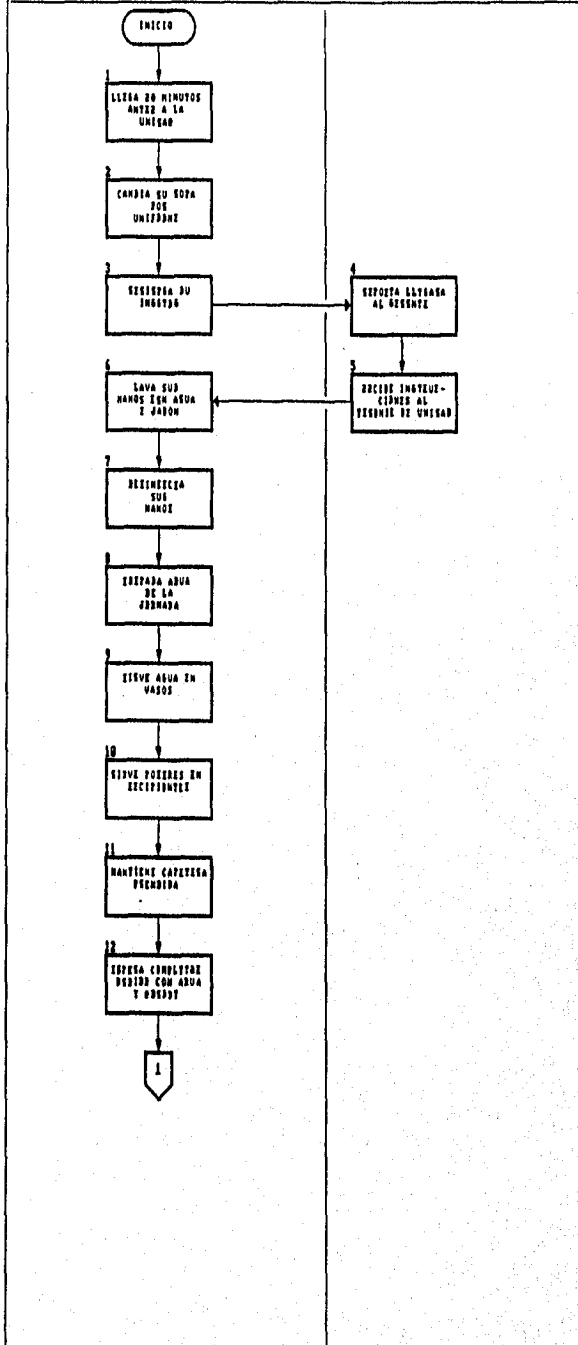 INICIO
1
LLEGA 20 MINUTOS
ANTES A LA
UNIDAD
2
CAMBIA SU ROPA
POR
UNIFORME
3
REGISTRA SU
INGRESO
4
REPORTA LLEGADA
AL GERENTE
5
RECIBE INSTRUC-
CIONES AL
GERENTE DE UNIDAD
6
LAVA SUS
MANOS CON AGUA
Y JABON
7
DESINFECTA
SUS
MANOS
8
PREPARA AGUA
DE LA
JORNADA
9
SIRVE AGUA EN
VASOS
10
SIRVE POSTRES EN
RECIPIENTES
11
MANTIENE CAFETERA
PRENDIDA
12
ESPERA COMPLETAR
PEDIDO CON AGUA
Y
1